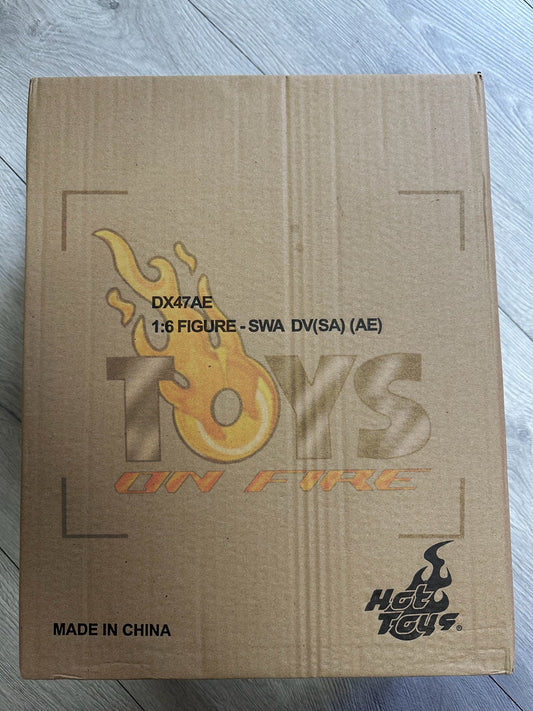 DX47AE
1:6 FIGURE - SWA DV(SA) (AE)
TOYS
ON FIRE
Hot
Toys®
MADE IN CHINA